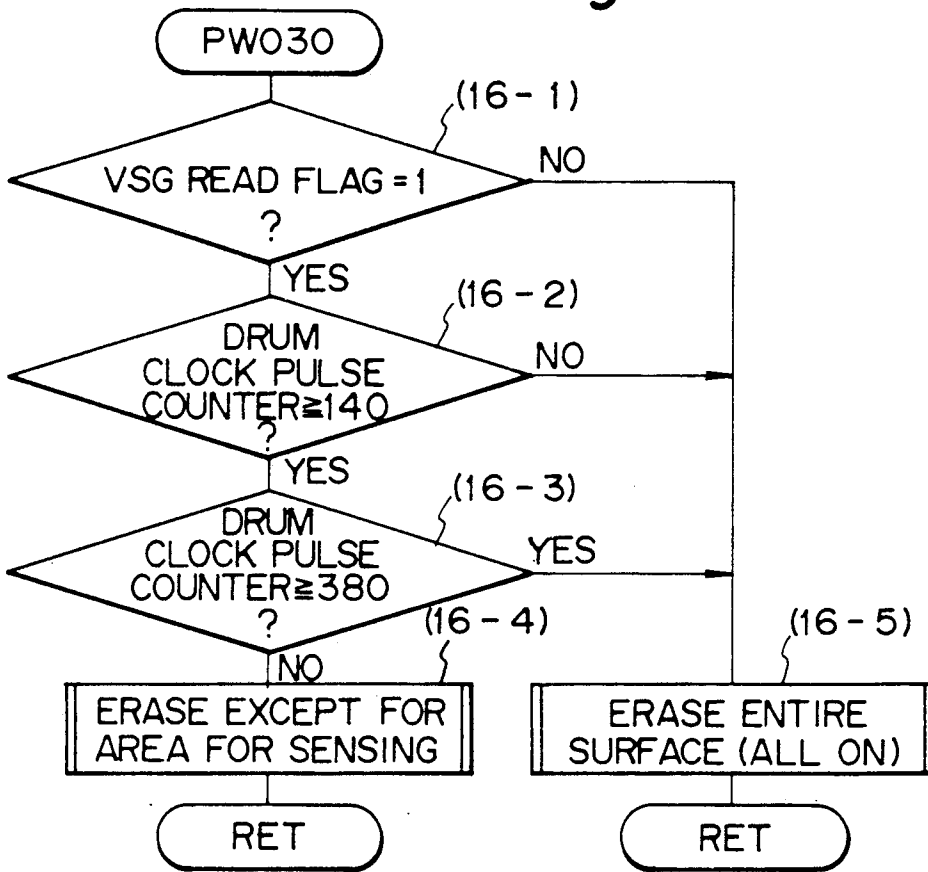 PW030
(16-1)
VSG READ FLAG = 1
?
NO
YES
(16-2)
DRUM
CLOCK PULSE
COUNTER≧140
?
NO
YES
(16-3)
DRUM
CLOCK PULSE
COUNTER≧380
?
YES
NO
(16-4)
ERASE EXCEPT FOR
AREA FOR SENSING
(16-5)
ERASE ENTIRE
SURFACE (ALL ON)
RET
RET